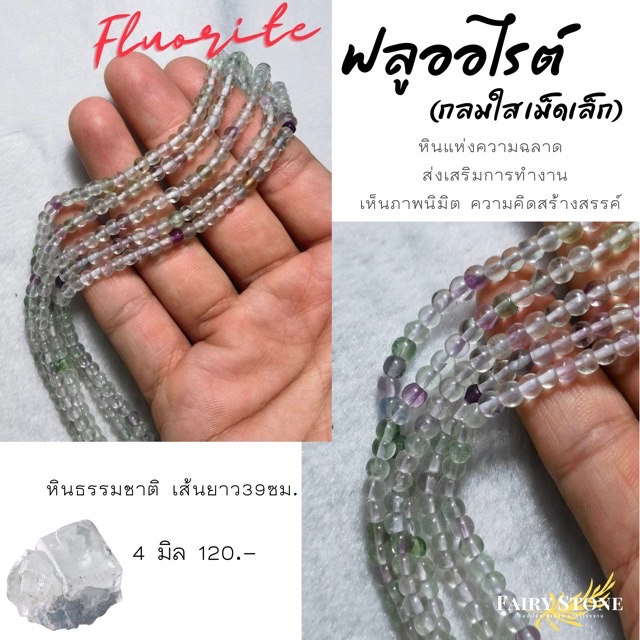 Fluorite
ฟลูออไรต์
(กลมใสเม็ดเล็ก)
หินแห่งความฉลาด
ส่งเสริมการทำงาน
เห็นภาพนิมิต ความคิดสร้างสรรค์
หินธรรมชาติ เส้นยาว39ซม.
4 มิล 120.-
FAIRY STONE